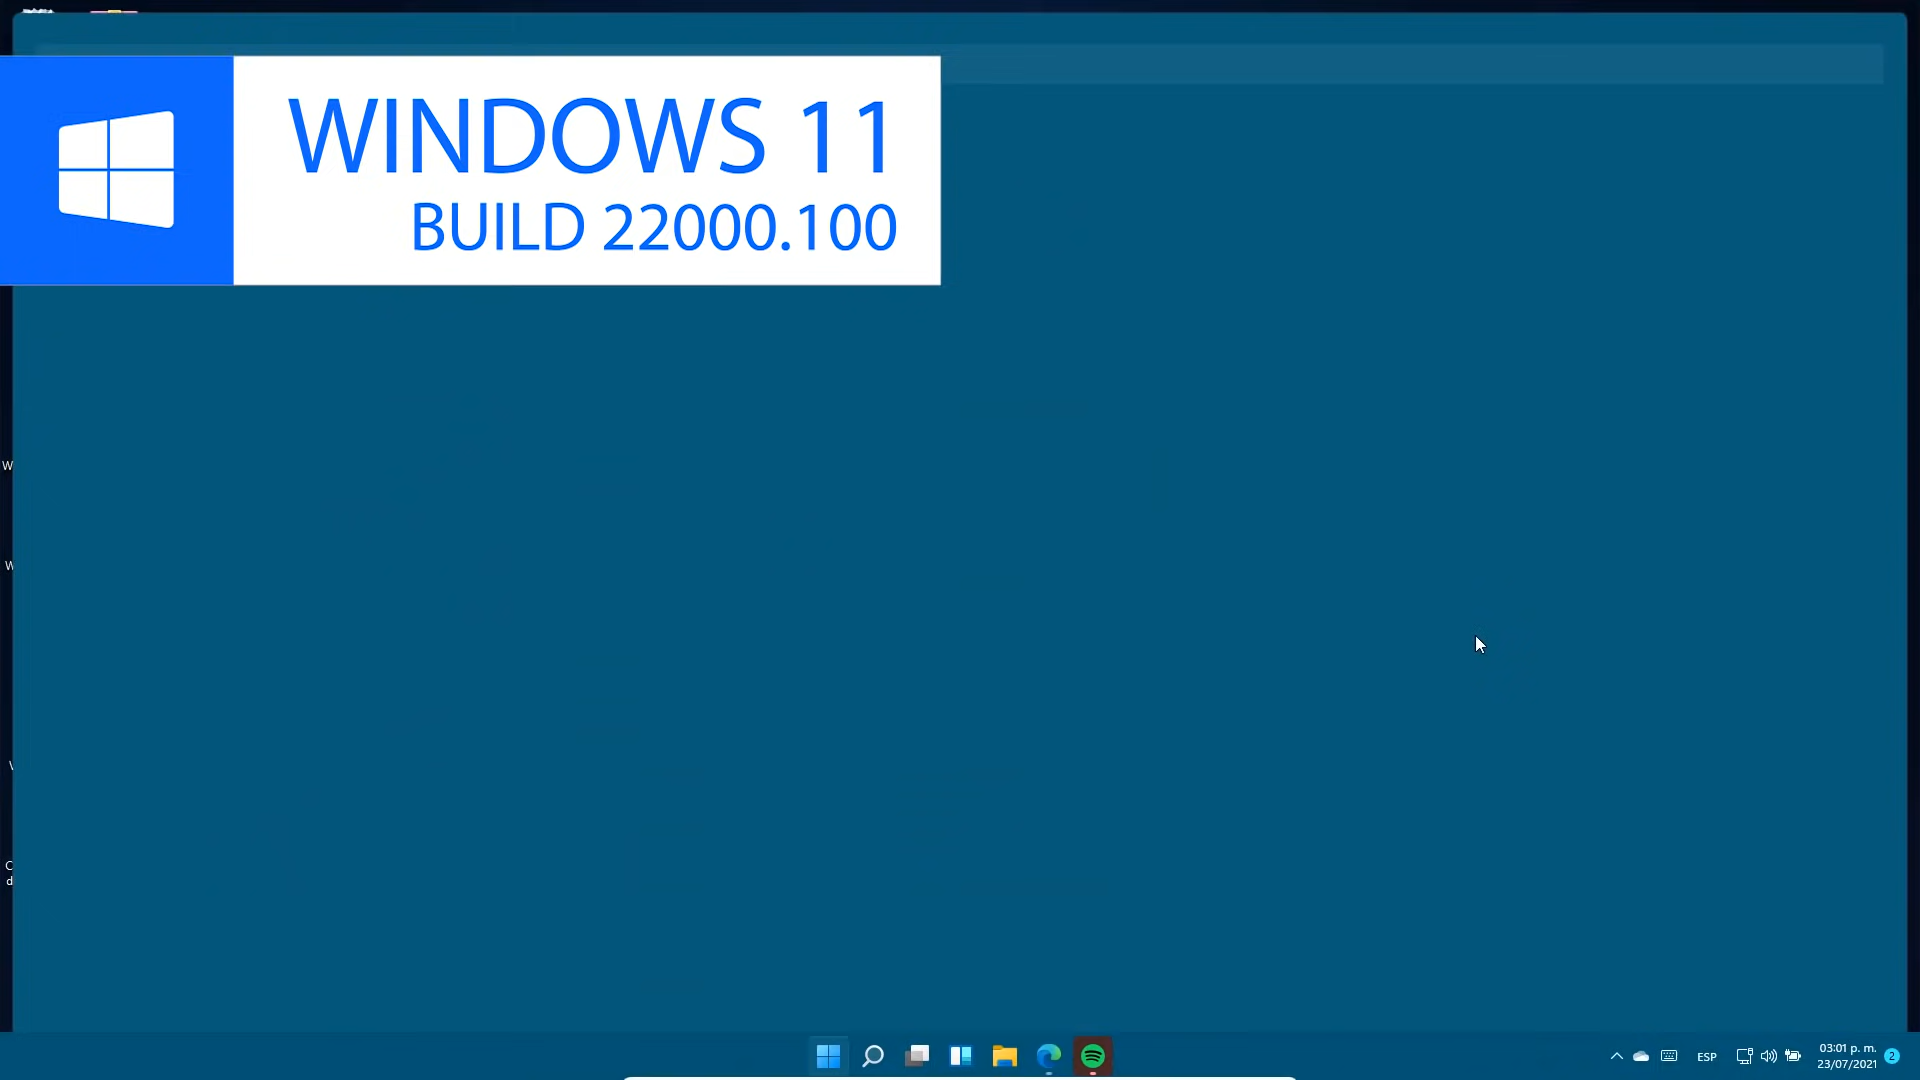 WINDOWS 11
BUILD 22000.100
W
W
C
d
ESP
03:01 p. m.
23/07/2021
2